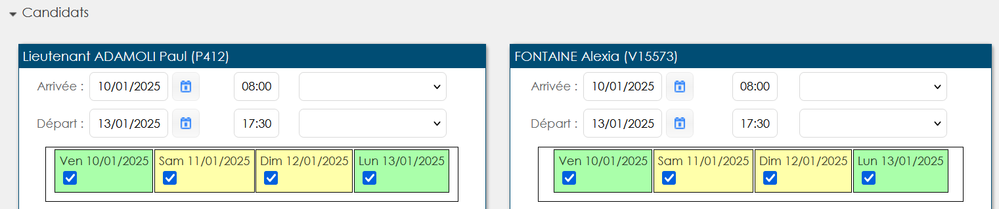 Candidats
Lieutenant ADAMOLI Paul (P412)
Arrivée : 10/01/2025 08:00
Départ : 13/01/2025 17:30
Ven 10/01/2025 Sam 11/01/2025 Dim 12/01/2025 Lun 13/01/2025
FONTAINE Alexia (V15573)
Arrivée : 10/01/2025 08:00
Départ : 13/01/2025 17:30
Ven 10/01/2025 Sam 11/01/2025 Dim 12/01/2025 Lun 13/01/2025